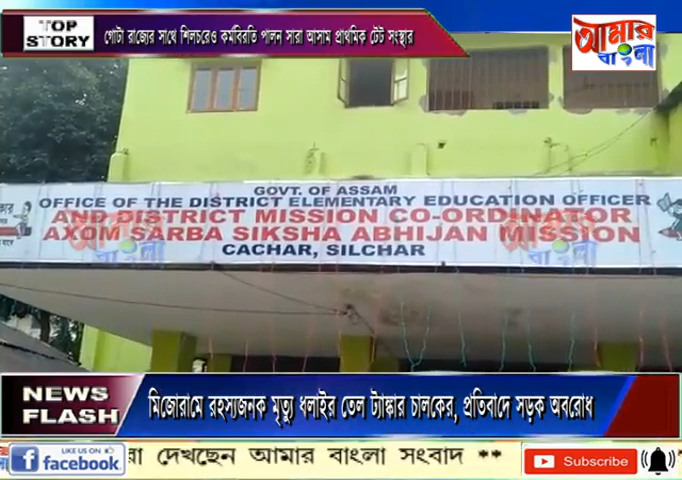 TOP STORY
গোটা রাজ্যের সাথে শিলচরেও কর্মবিরতি পালন সারা আসাম প্রাথমিক টেট সংস্থার
আমার বাংলা
GOVT. OF ASSAM
OFFICE OF THE DISTRICT ELEMENTARY EDUCATION OFFICER
AND DISTRICT MISSION CO-ORDINATOR
AXOM SARBA SIKSHA ABHIJAN MISSION
CACHAR, SILCHAR
আমার বাংলা
আমার বাংলা
NEWS FLASH
মিজোরামে রহস্যজনক মৃত্যু ধলাইর তেল ট্যাঙ্কার চালকের, প্রতিবাদে সড়ক অবরোধ
LIKE US ON
facebook
রা দেখছেন আমার বাংলা সংবাদ **
Subscribe